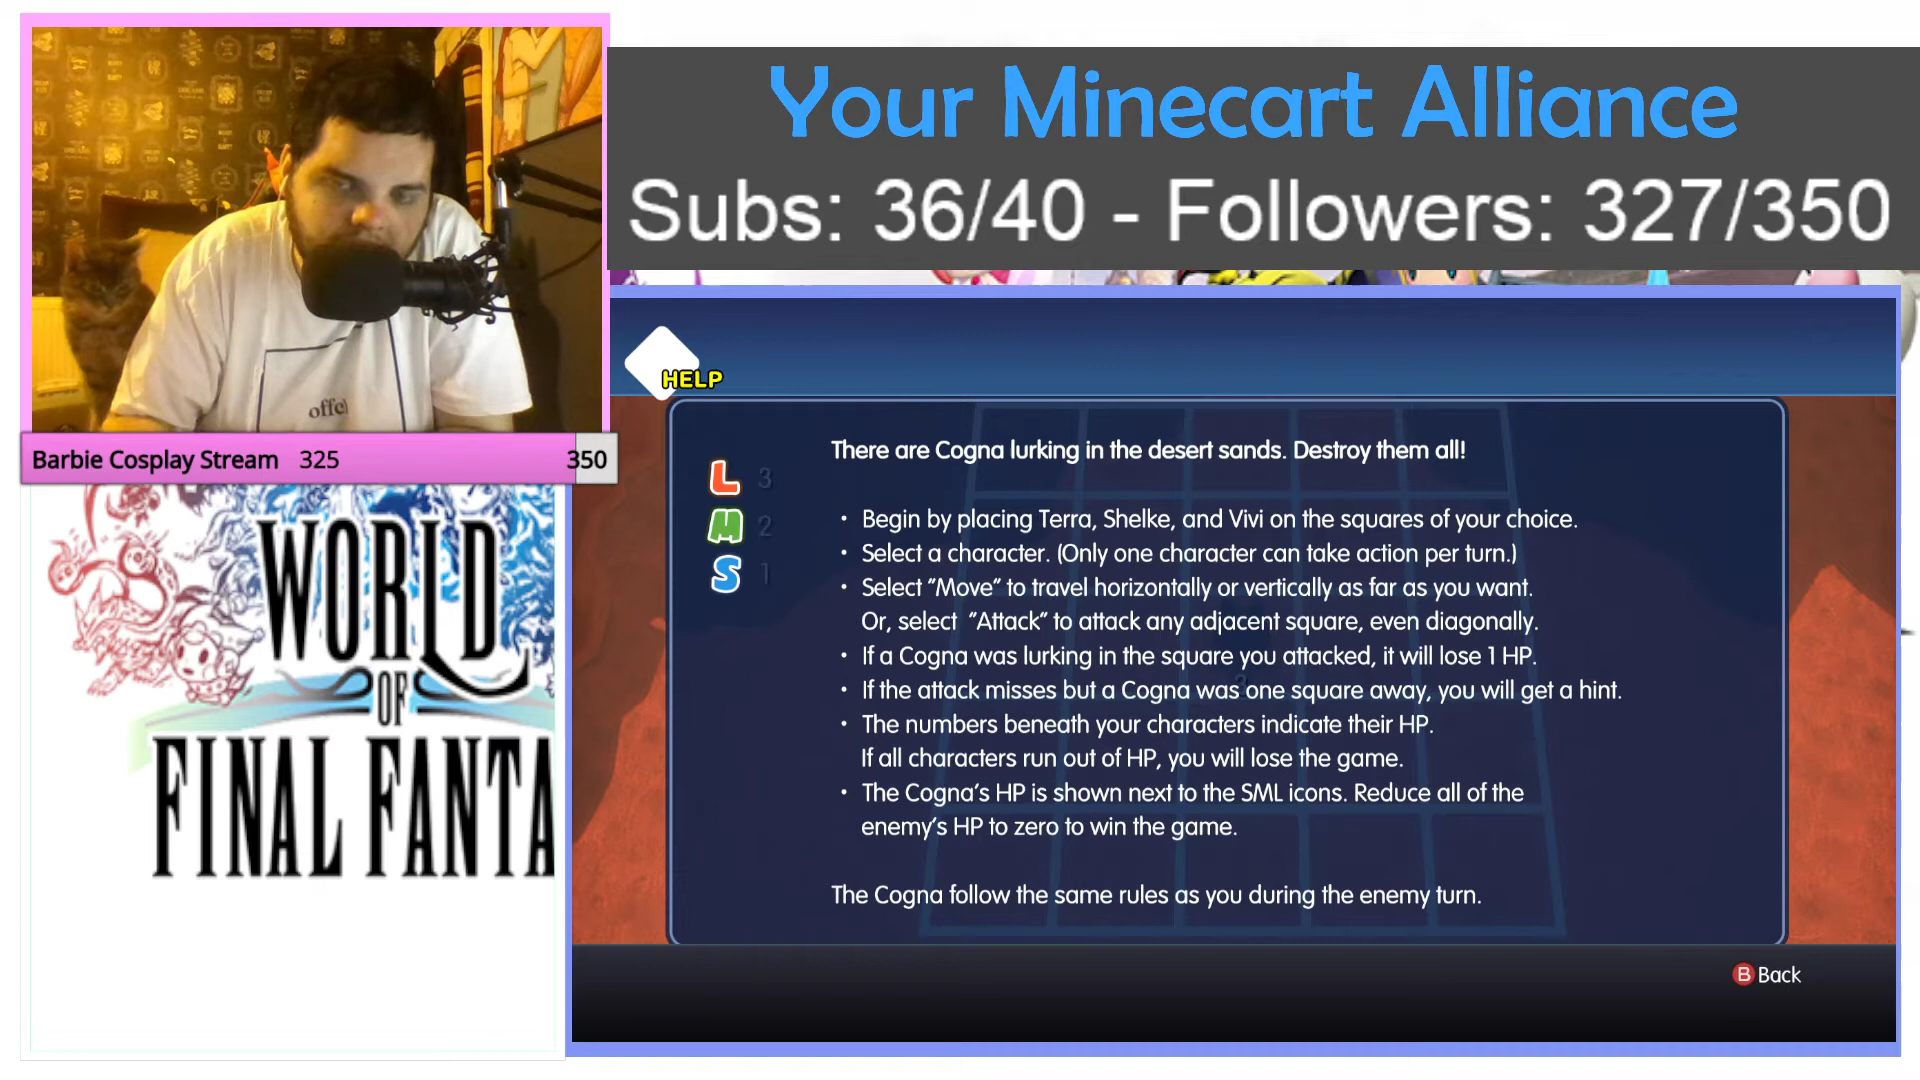 Your Minecart Alliance
Subs: 36/40 - Followers: 327/350
HELP
Barbie Cosplay Stream 325 350
WORLD
OF
FINAL FANTA
offcl
L 3
M 2
S 1
There are Cogna lurking in the desert sands. Destroy them all!
· Begin by placing Terra, Shelke, and Vivi on the squares of your choice.
· Select a character. (Only one character can take action per turn.)
· Select "Move" to travel horizontally or vertically as far as you want.
Or, select "Attack" to attack any adjacent square, even diagonally.
· If a Cogna was lurking in the square you attacked, it will lose 1 HP.
· If the attack misses but a Cogna was one square away, you will get a hint.
· The numbers beneath your characters indicate their HP.
If all characters run out of HP, you will lose the game.
· The Cogna's HP is shown next to the SML icons. Reduce all of the
enemy's HP to zero to win the game.
The Cogna follow the same rules as you during the enemy turn.
B Back